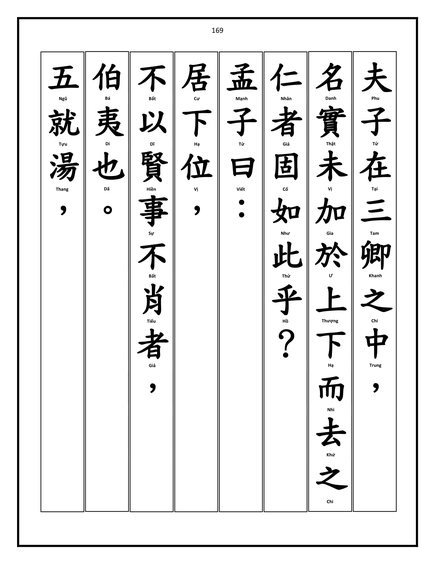 169
夫子在三卿之中，
Phu Tử Tại Tam Khanh Chi Trung
名實未加於上下而去之
Danh Thật Vị Gia Ư Thượng Hạ Nhi Khứ Chi
仁者固如此乎？
Nhân Giả Cố Như Thử Hồ
孟子曰：
Mạnh Tử Viết
居下位，
Cư Hạ Vị
不以賢事不肖者，
Bất Dĩ Hiền Sự Bất Tiếu Giả
伯夷也。
Bá Di Dã
五就湯，
Ngũ Tựu Thang